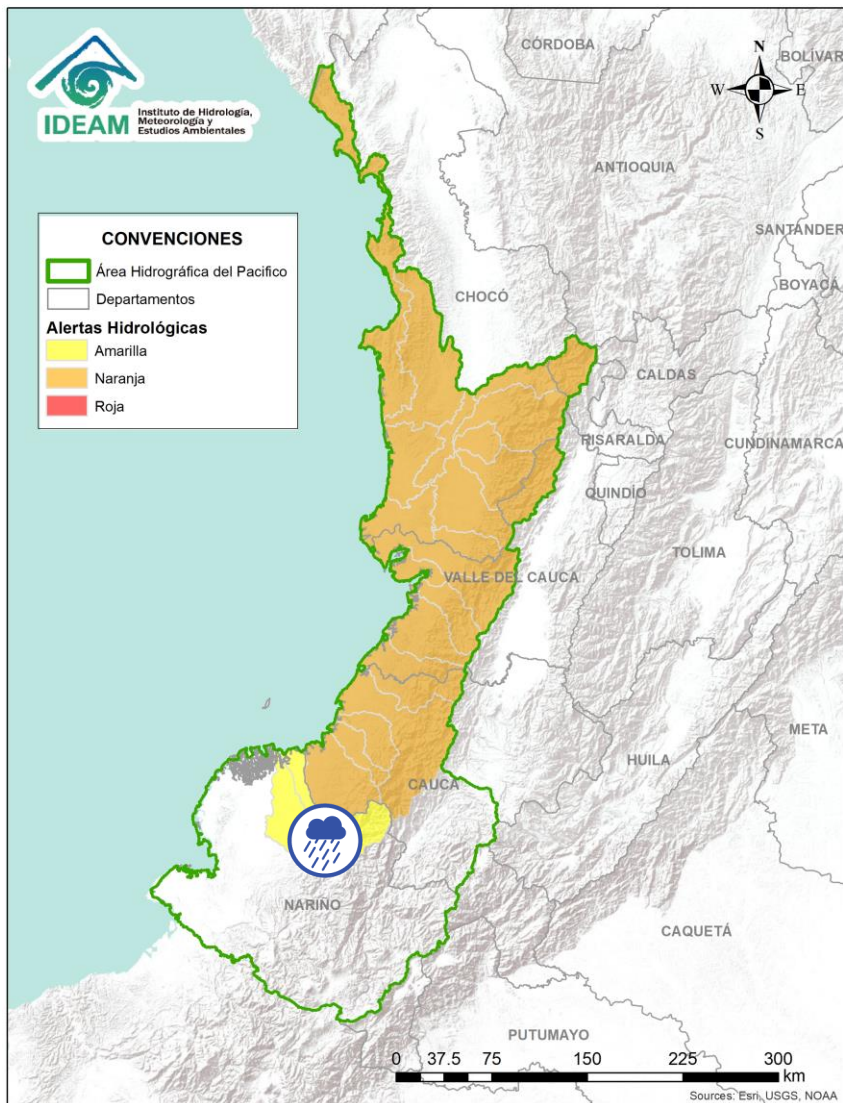 IDEAM
Instituto de Hidrología,
Meteorología y
Estudios Ambientales
CÓRDOBA
BOLÍVAR
N
W
E
S
ANTIOQUIA
SANTANDER
BOYACÁ
CONVENCIONES
Área Hidrográfica del Pacifico
Departamentos
Alertas Hidrológicas
Amarilla
Naranja
Roja
CHOCÓ
CALDAS
RISARALDA
CUNDINAMARCA
QUINDÍO
TOLIMA
VALLE DEL CAUCA
META
HUILA
CAUCA
NARIÑO
CAQUETÁ
PUTUMAYO
0 37.5 75 150 225 300
km
Sources: Esri, USGS, NOAA